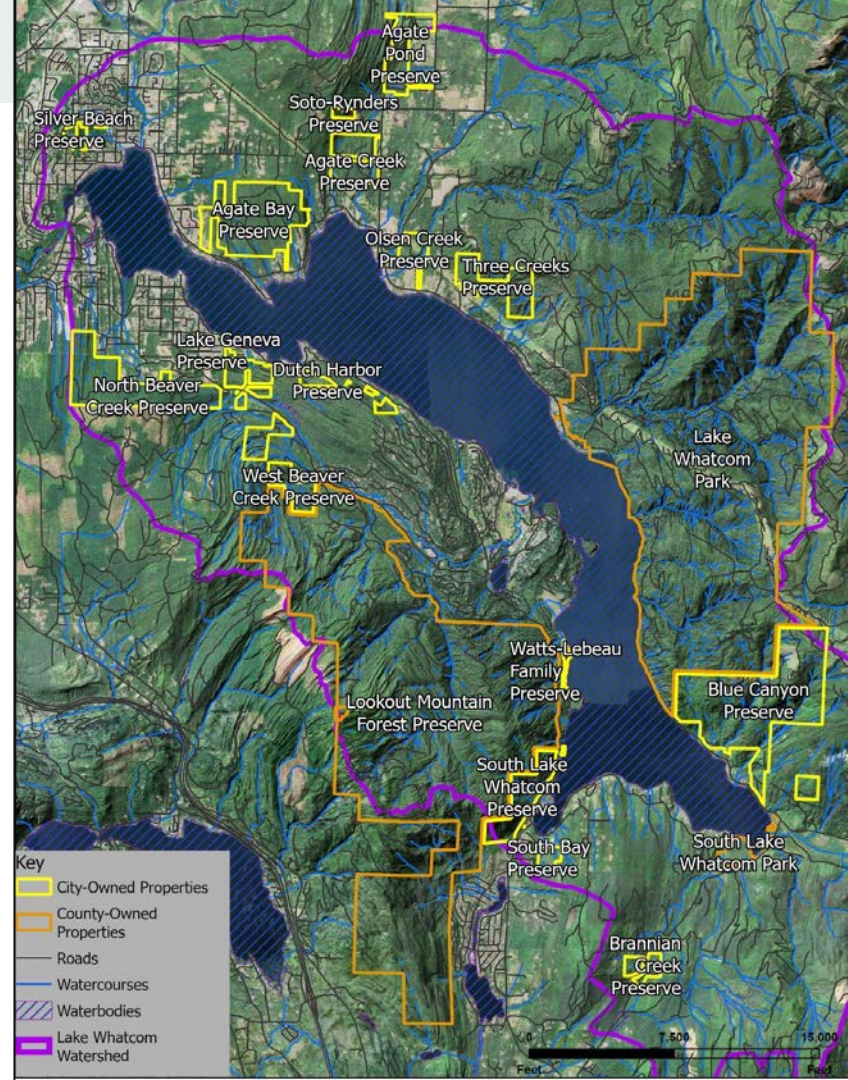 Agate
Pond
Preserve
Soto-Rynders
Preserve
Silver Beach
Preserve
Agate Creek
Preserve
Agate Bay
Preserve
Olsen Creek
Preserve
Three Creeks
Preserve
Lake Geneva
Preserve
Dutch Harbor
Preserve
North Beaver
Creek Preserve
Lake
Whatcom
Park
West Beaver
Creek Preserve
Watts-Lebeau
Family
Preserve
Blue Canyon
Preserve
Lookout Mountain
Forest Preserve
South Lake
Whatcom
Preserve
South Bay
Preserve
South Lake
Whatcom Park
Brannian
Creek
Preserve
Key
City-Owned Properties
County-Owned
Properties
Roads
Watercourses
Waterbodies
Lake Whatcom
Watershed
0 7,500 15,000
Feet Feet